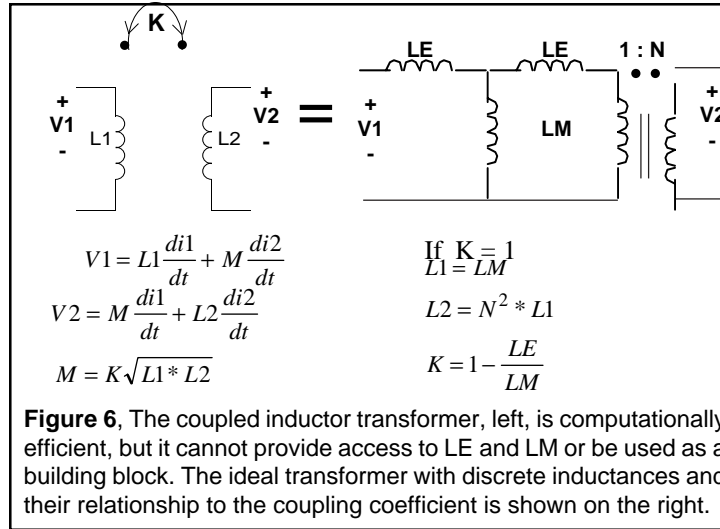 K
LE LE 1 : N
+ + + +
V1 L1 L2 V2 = V1 LM V2
- - - -
V1 = L1 di1/dt + M di2/dt
V2 = M di1/dt + L2 di2/dt
M = K√(L1 * L2)
If K = 1
L1 = LM
L2 = N² * L1
K = 1 − LE/LM
Figure 6, The coupled inductor transformer, left, is computationally
efficient, but it cannot provide access to LE and LM or be used as a
building block. The ideal transformer with discrete inductances and
their relationship to the coupling coefficient is shown on the right.